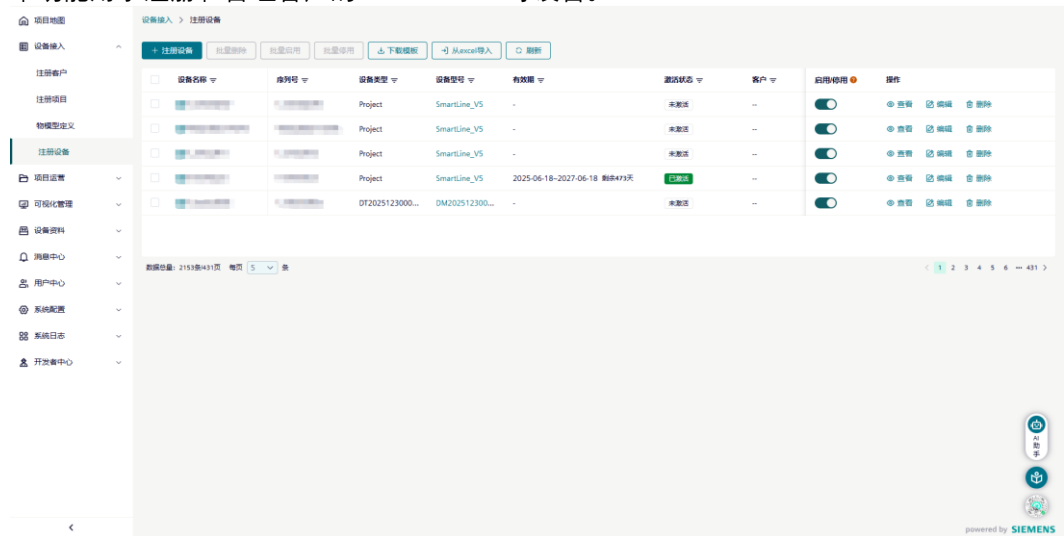 项目地图
设备接入 > 注册设备
设备接入
+ 注册设备 批量删除 批量启用 批量停用 下载模板 从excel导入 刷新
注册客户
设备名称 序列号 设备类型 设备型号 有效期 激活状态 客户 启用/停用 操作
注册项目
Project SmartLine_V5 - 未激活 -- 查看 编辑 删除
物模型定义
Project SmartLine_V5 - 未激活 -- 查看 编辑 删除
注册设备
Project SmartLine_V5 - 未激活 -- 查看 编辑 删除
项目运营
Project SmartLine_V5 2025-06-18~2027-06-18 剩余473天 已激活 -- 查看 编辑 删除
可视化管理
DT2025123000... DM202512300... - 未激活 -- 查看 编辑 删除
设备资料
消息中心
数据总量: 2153条/431页 每页 5 条
< 1 2 3 4 5 6 ··· 431 >
用户中心
系统配置
系统日志
开发者中心
AI助手
powered by SIEMENS